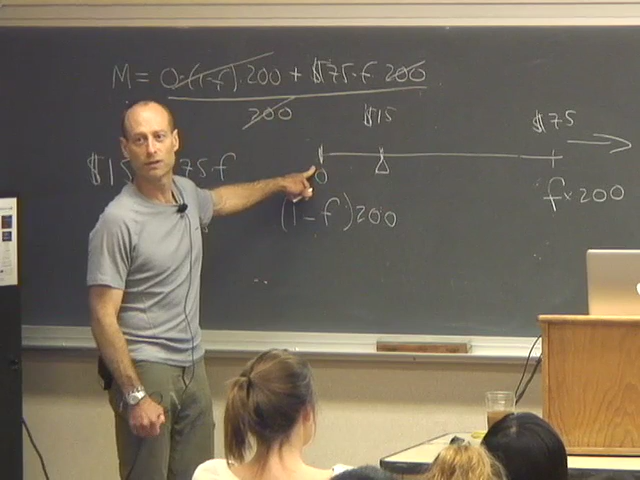 M = 0·(1-f)·200 + $75·f·200
200
$15
$75
$15 75f
0
f×200
(1-f)200